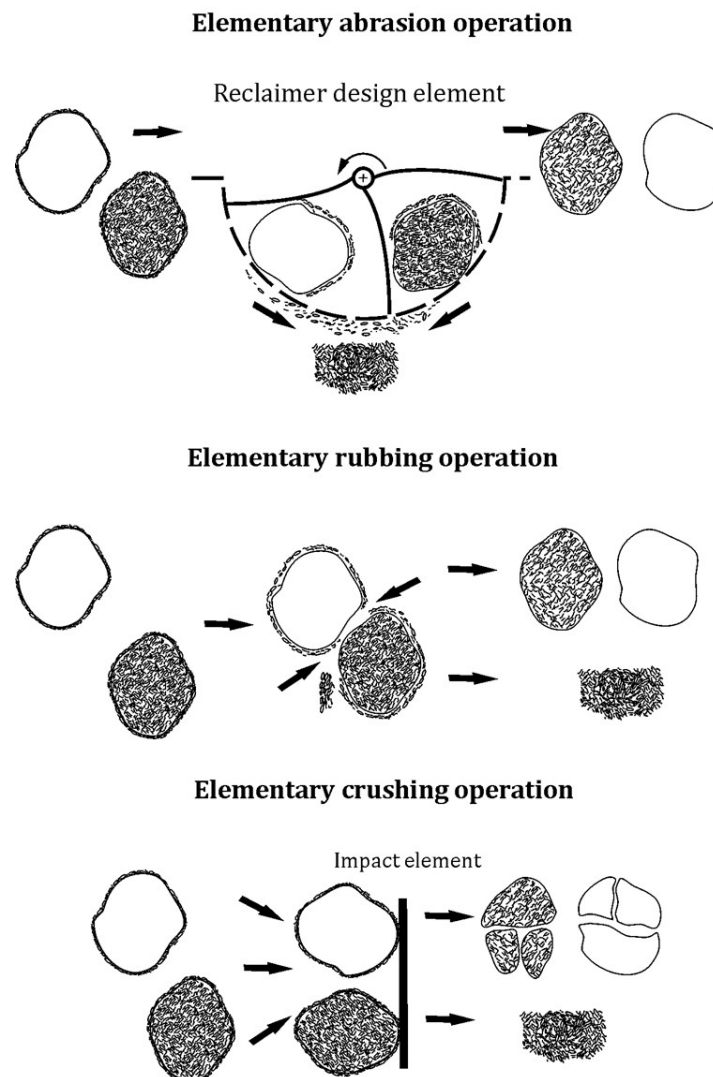 Elementary abrasion operation
Reclaimer design element
Elementary rubbing operation
Elementary crushing operation
Impact element